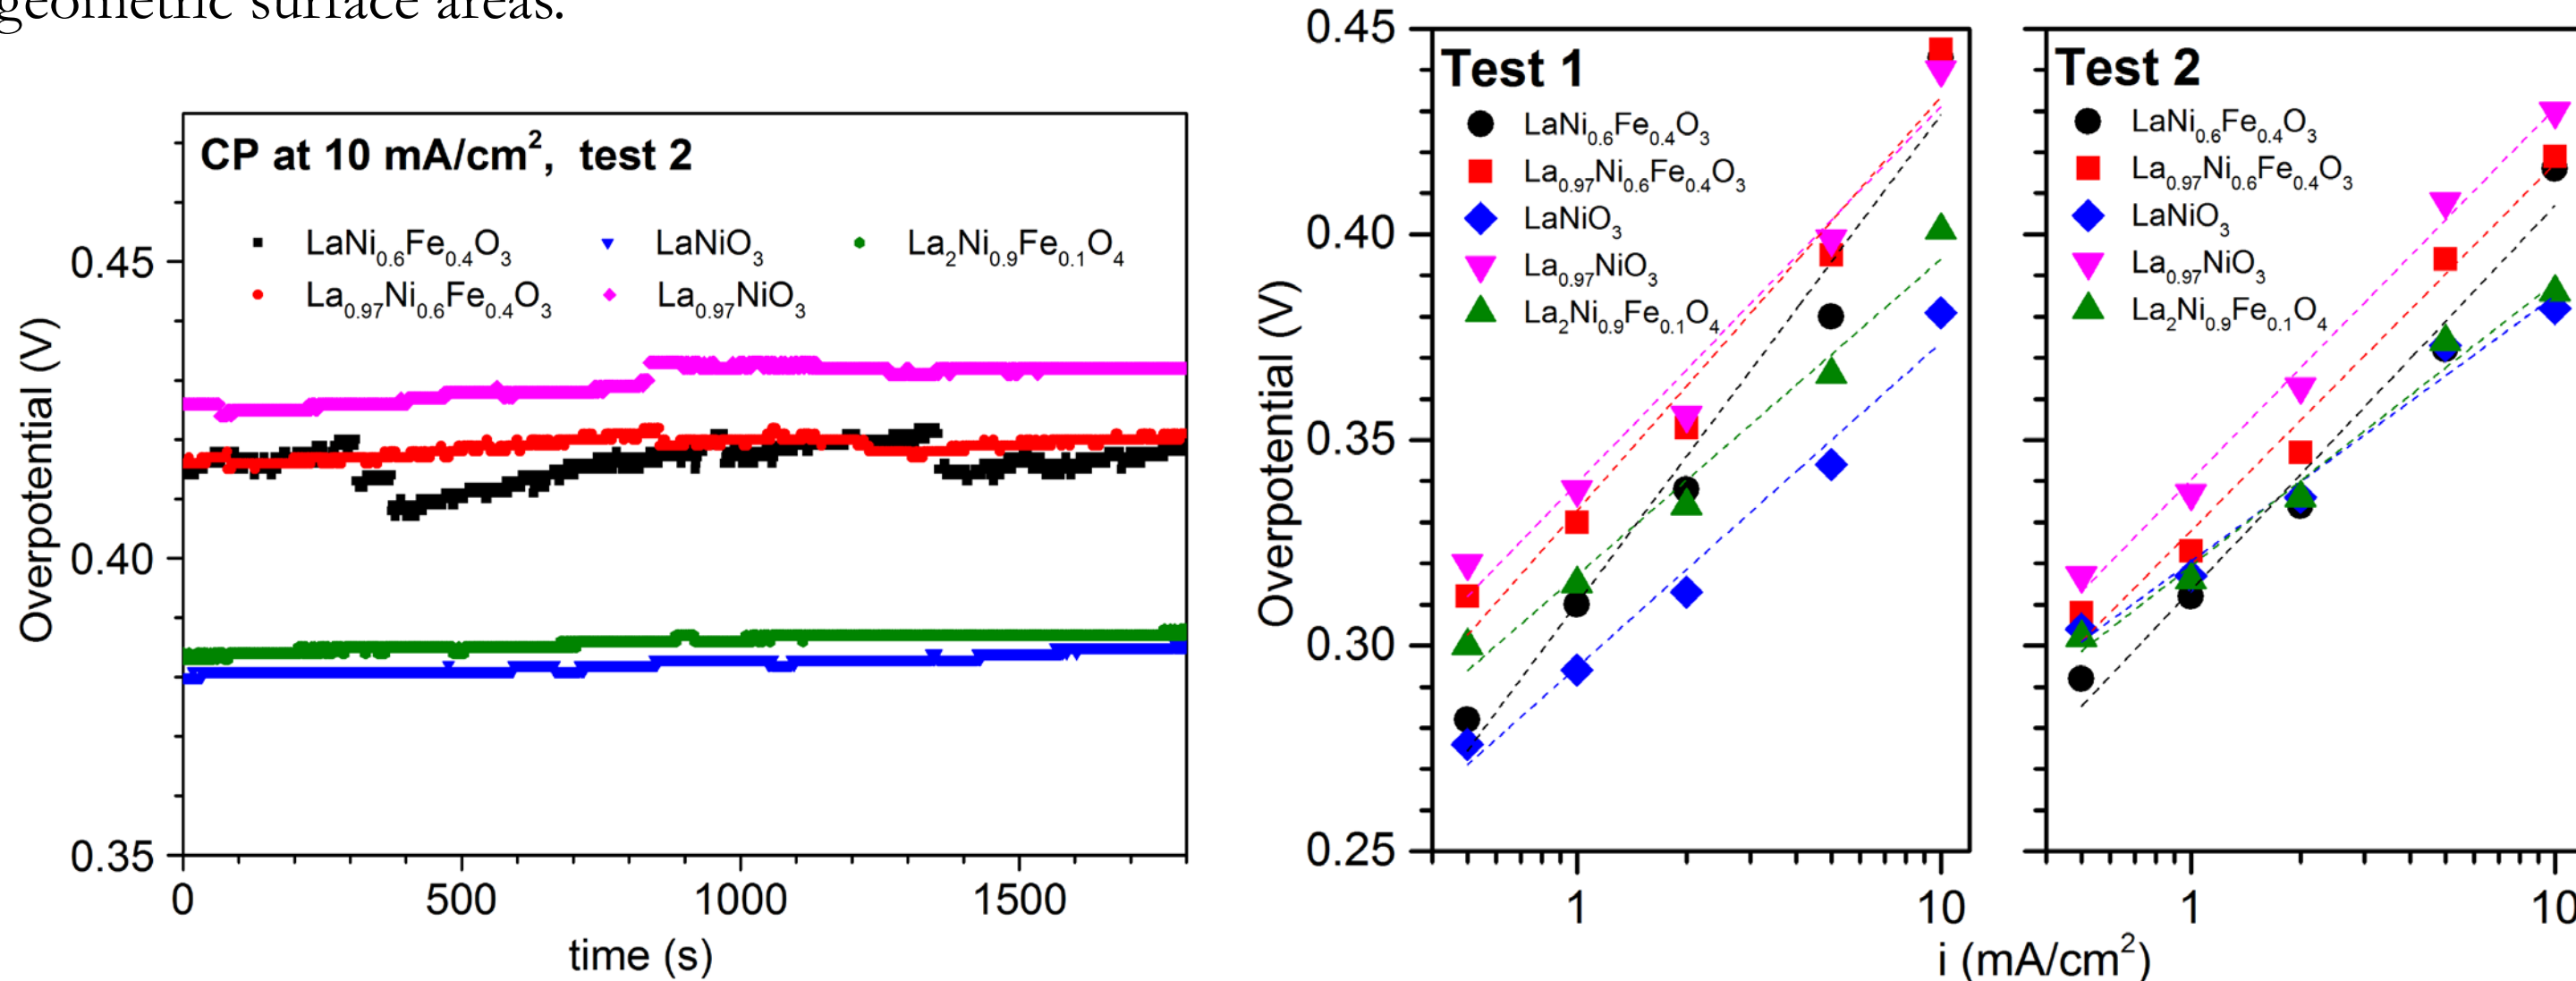 geometric surface areas.
CP at 10 mA/cm², test 2
LaNi₀.₆Fe₀.₄O₃
LaNiO₃
La₂Ni₀.₉Fe₀.₁O₄
La₀.₉₇Ni₀.₆Fe₀.₄O₃
La₀.₉₇NiO₃
0.45
0.40
0.35
Overpotential (V)
0
500
1000
1500
time (s)
0.45
0.40
0.35
0.30
0.25
Overpotential (V)
Test 1
LaNi₀.₆Fe₀.₄O₃
La₀.₉₇Ni₀.₆Fe₀.₄O₃
LaNiO₃
La₀.₉₇NiO₃
La₂Ni₀.₉Fe₀.₁O₄
1
10
Test 2
LaNi₀.₆Fe₀.₄O₃
La₀.₉₇Ni₀.₆Fe₀.₄O₃
LaNiO₃
La₀.₉₇NiO₃
La₂Ni₀.₉Fe₀.₁O₄
1
10
i (mA/cm²)